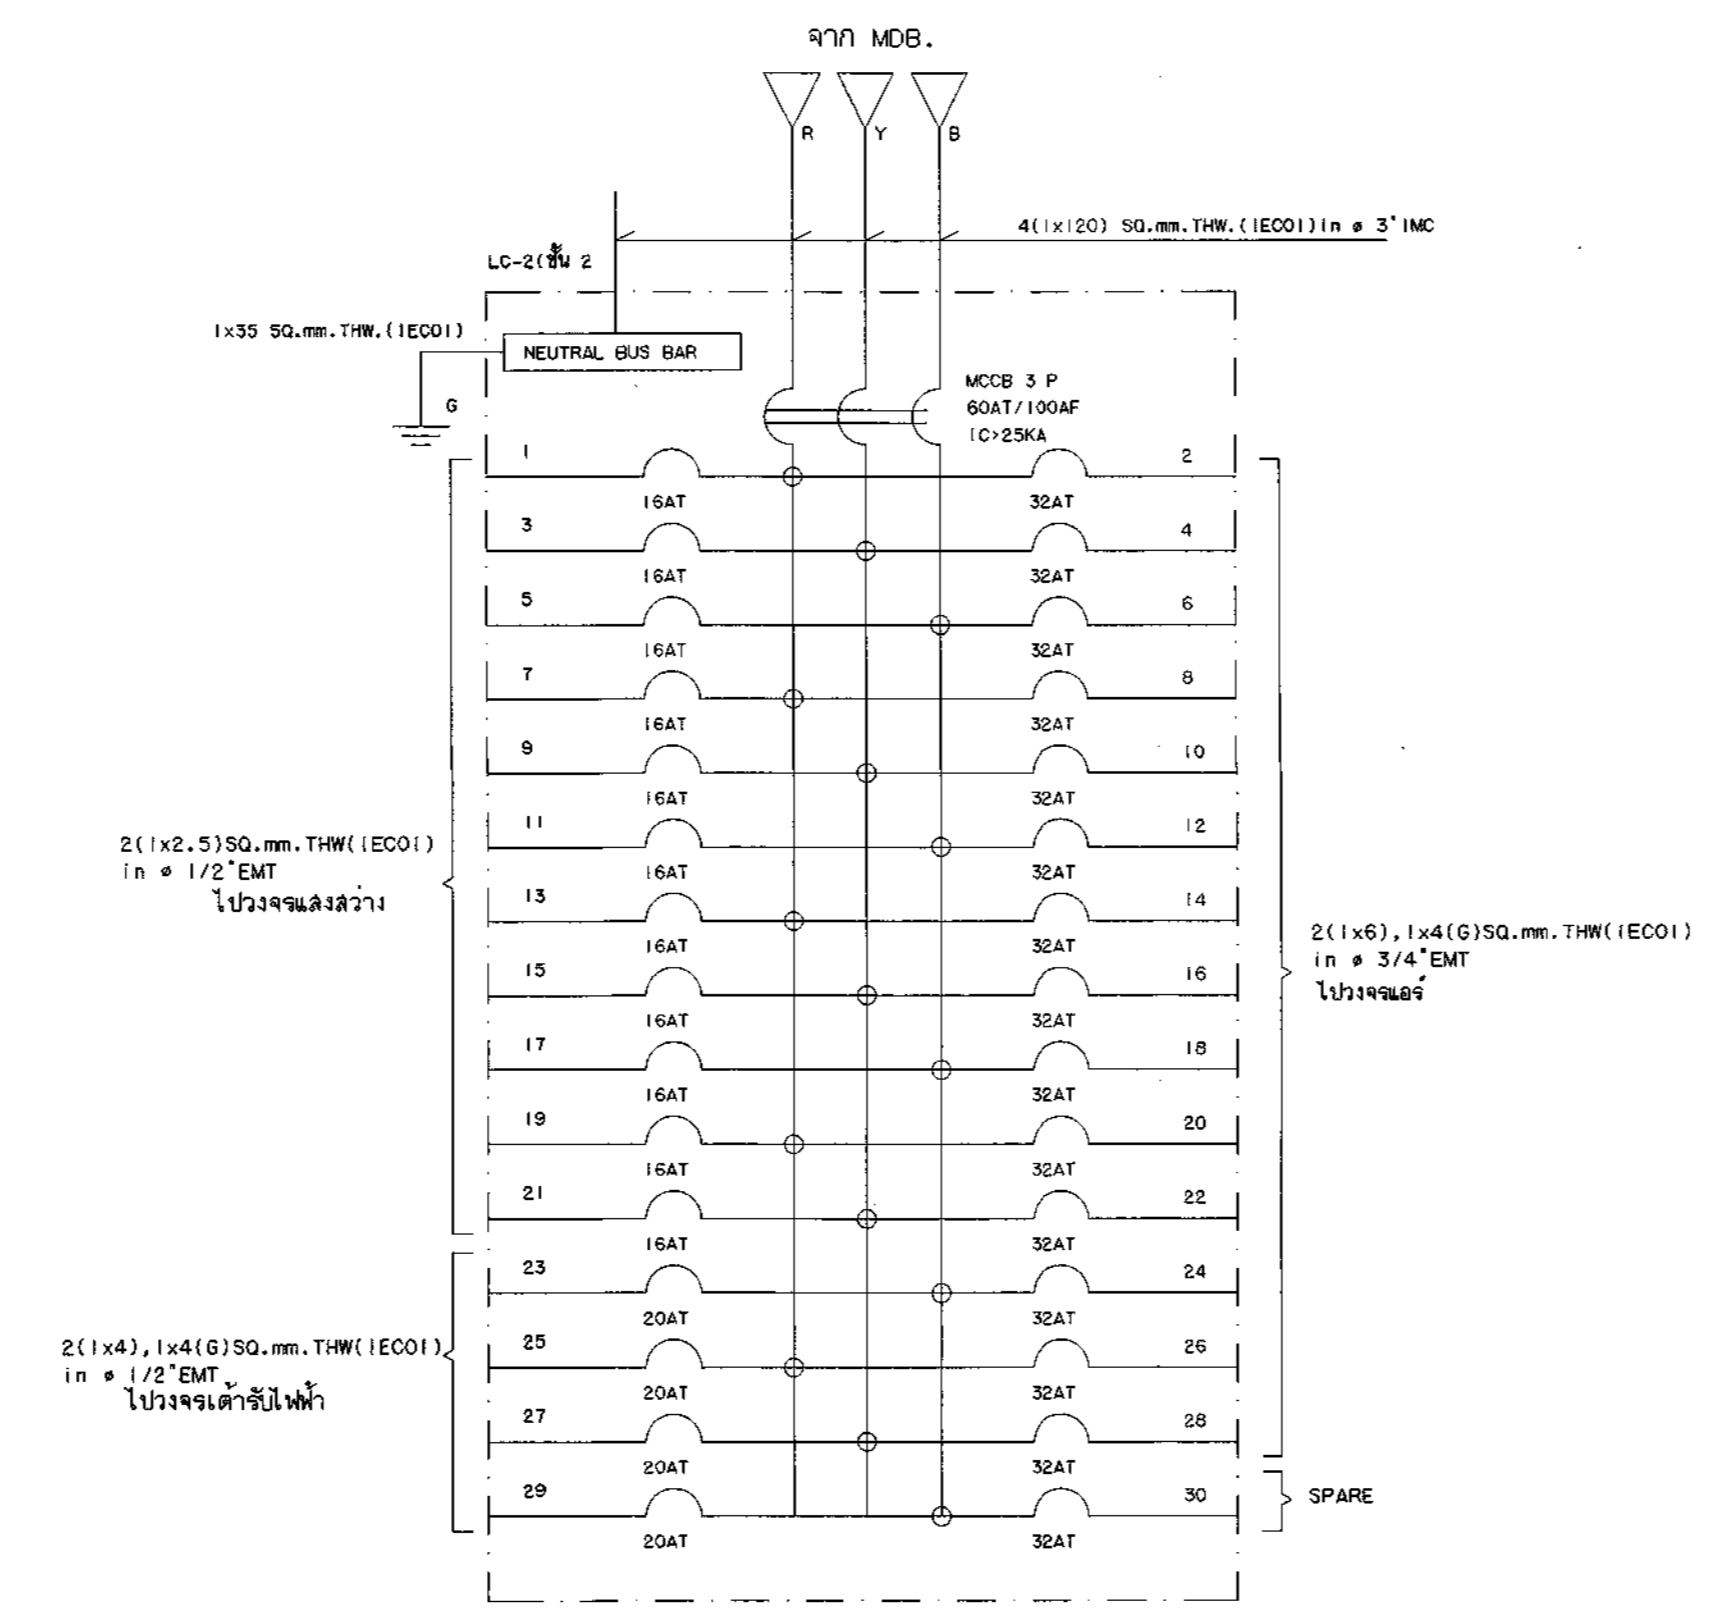 จาก MDB.
R Y B
4(1x120) SQ.mm.THW.(IEC01)in ø 3"IMC
LC-2(ชั้น 2
1x35 SQ.mm.THW.(IEC01)
NEUTRAL BUS BAR
G
MCCB 3 P
60AT/100AF
IC>25KA
1 2
16AT 32AT
3 4
16AT 32AT
5 6
16AT 32AT
7 8
16AT 32AT
9 10
16AT 32AT
11 12
16AT 32AT
13 14
16AT 32AT
15 16
16AT 32AT
17 18
16AT 32AT
19 20
16AT 32AT
21 22
16AT 32AT
23 24
20AT 32AT
25 26
20AT 32AT
27 28
20AT 32AT
29 30
20AT 32AT
2(1x2.5)SQ.mm.THW(IEC01)
in ø 1/2"EMT
ไปวงจรแสงสว่าง
2(1x4),1x4(G)SQ.mm.THW(IEC01)
in ø 1/2"EMT
ไปวงจรเต้ารับไฟฟ้า
2(1x6),1x4(G)SQ.mm.THW(IEC01)
in ø 3/4"EMT
ไปวงจรแอร์
SPARE